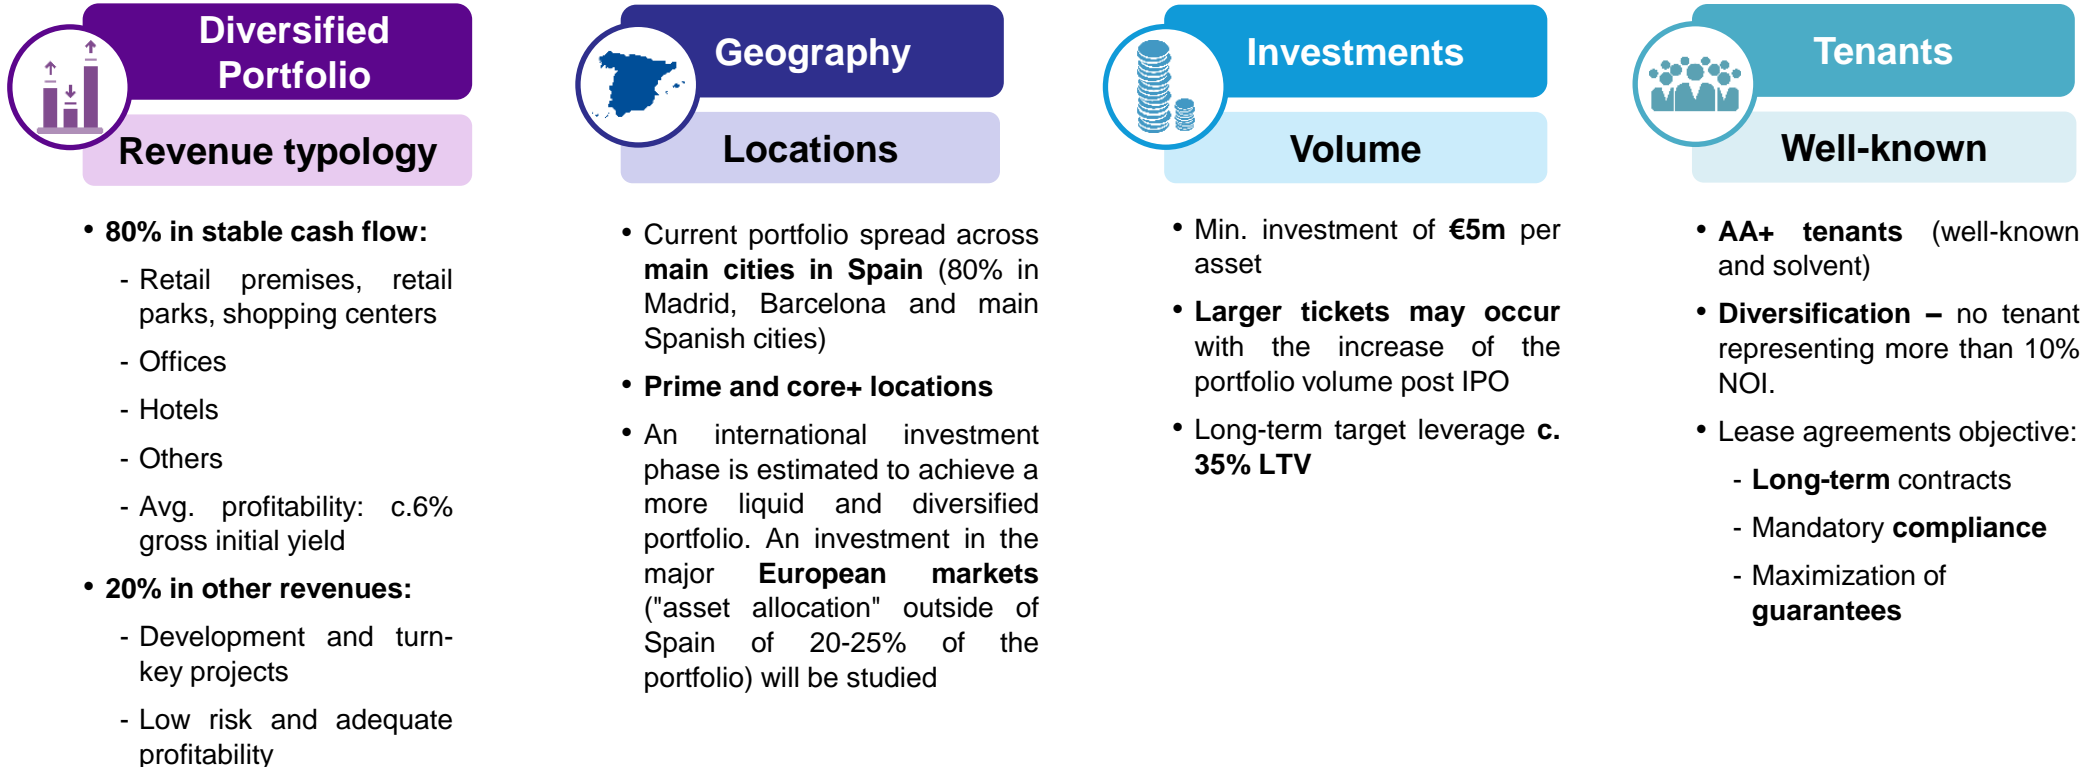 Diversified
Portfolio
Revenue typology
• 80% in stable cash flow:
- Retail premises, retail
parks, shopping centers
- Offices
- Hotels
- Others
- Avg. profitability: c.6%
gross initial yield
• 20% in other revenues:
- Development and turn-
key projects
- Low risk and adequate
profitability
Geography
Locations
• Current portfolio spread across
main cities in Spain (80% in
Madrid, Barcelona and main
Spanish cities)
• Prime and core+ locations
• An international investment
phase is estimated to achieve a
more liquid and diversified
portfolio. An investment in the
major European markets
("asset allocation" outside of
Spain of 20-25% of the
portfolio) will be studied
Investments
Volume
• Min. investment of €5m per
asset
• Larger tickets may occur
with the increase of the
portfolio volume post IPO
• Long-term target leverage c.
35% LTV
Tenants
Well-known
• AA+ tenants (well-known
and solvent)
• Diversification – no tenant
representing more than 10%
NOI.
• Lease agreements objective:
- Long-term contracts
- Mandatory compliance
- Maximization of
guarantees